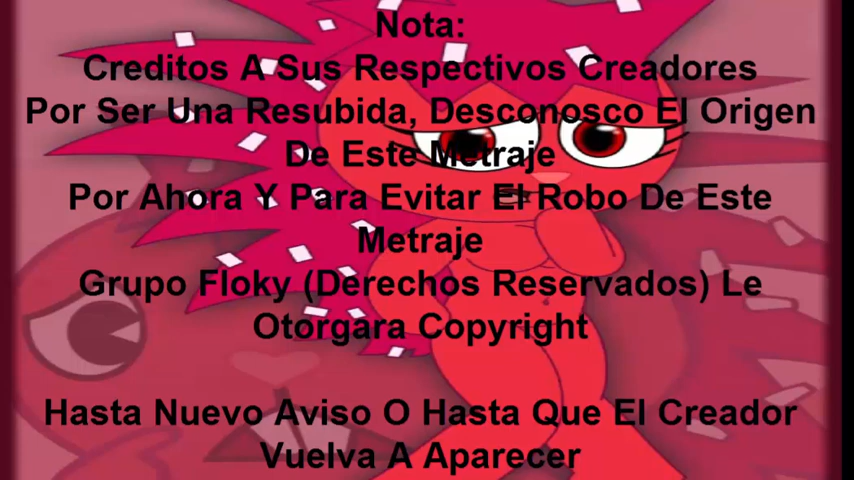 Nota:
Creditos A Sus Respectivos Creadores
Por Ser Una Resubida, Desconosco El Origen
De Este Metraje
Por Ahora Y Para Evitar El Robo De Este
Metraje
Grupo Floky (Derechos Reservados) Le
Otorgara Copyright
Hasta Nuevo Aviso O Hasta Que El Creador
Vuelva A Aparecer